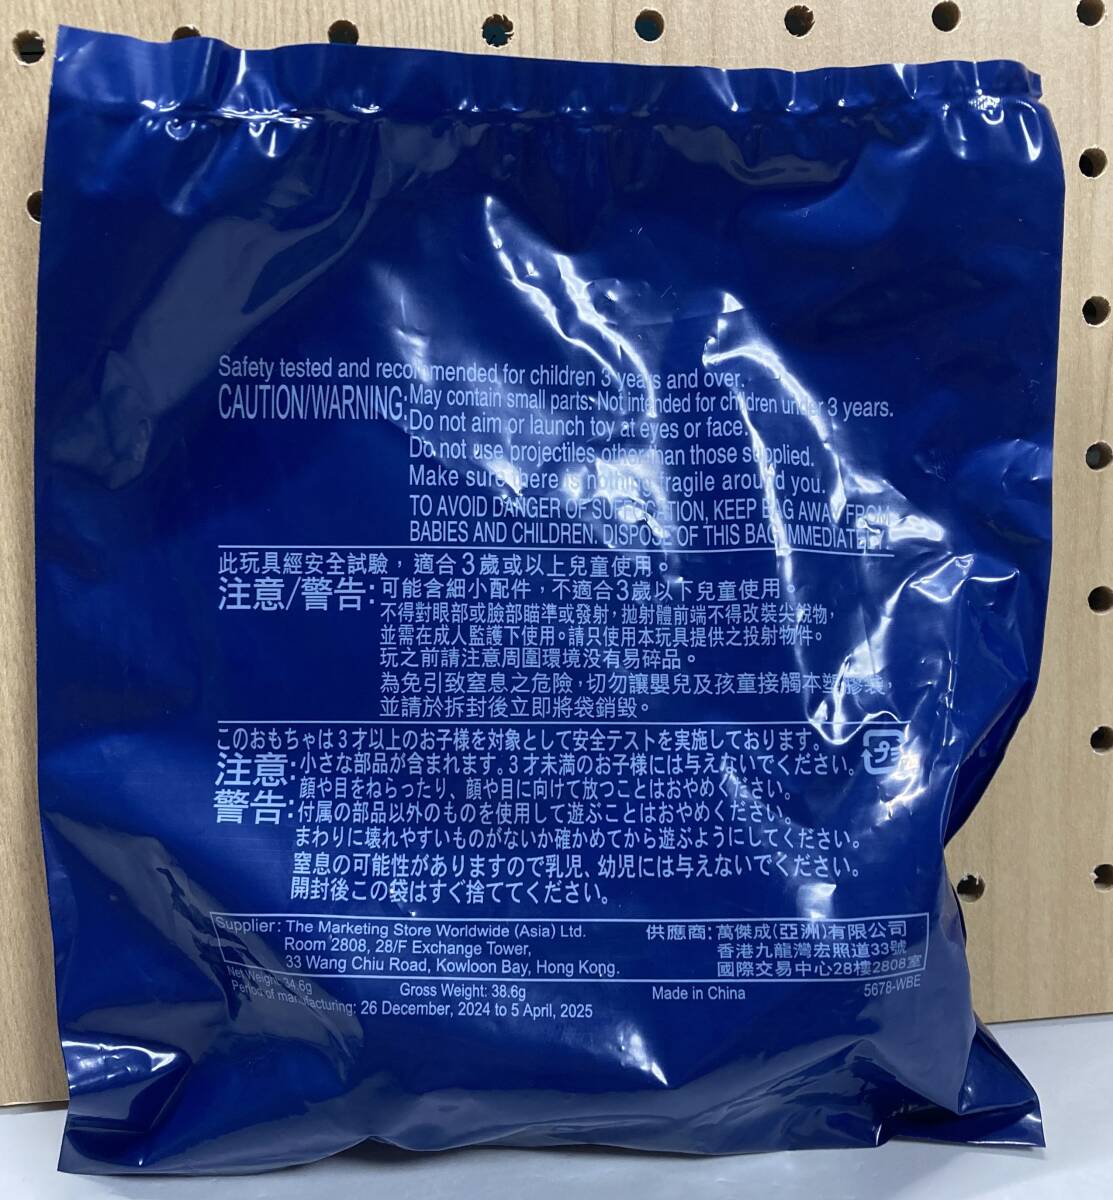 Safety tested and recommended for children 3 years and over.
CAUTION/WARNING: May contain small parts. Not intended for children under 3 years.
Do not aim or launch toy at eyes or face.
Do not use projectiles other than those supplied.
Make sure there is nothing fragile around you.
TO AVOID DANGER OF SUFFOCATION, KEEP BAG AWAY FROM
BABIES AND CHILDREN. DISPOSE OF THIS BAG IMMEDIATELY.
此玩具經安全試驗，適合3歲或以上兒童使用。
注意/警告：可能含細小配件，不適合3歲以下兒童使用。
不得對眼部或臉部瞄準或發射，拋射體前端不得改裝尖銳物，
並需在成人監護下使用。請只使用本玩具提供之投射物件。
玩之前請注意周圍環境没有易碎品。
為免引致窒息之危險，切勿讓嬰兒及孩童接觸本塑膠袋，
並請於拆封後立即將袋銷毀。
このおもちゃは3才以上のお子様を対象として安全テストを実施しております。
注意：小さな部品が含まれます。3才未満のお子様には与えないでください。
顔や目をねらったり、顔や目に向けて放つことはおやめください。
警告：付属の部品以外のものを使用して遊ぶことはおやめください。
まわりに壊れやすいものがないか確かめてから遊ぶようにしてください。
窒息の可能性がありますので乳児、幼児には与えないでください。
開封後この袋はすぐ捨ててください。
プラ
Supplier: The Marketing Store Worldwide (Asia) Ltd.
Room 2808, 28/F Exchange Tower,
33 Wang Chiu Road, Kowloon Bay, Hong Kong.
供應商：萬傑成(亞洲)有限公司
香港九龍灣宏照道33號
國際交易中心28樓2808室
Net Weight: 34.6g Gross Weight: 38.6g Made in China 5678-WBE
Period of manufacturing: 26 December, 2024 to 5 April, 2025